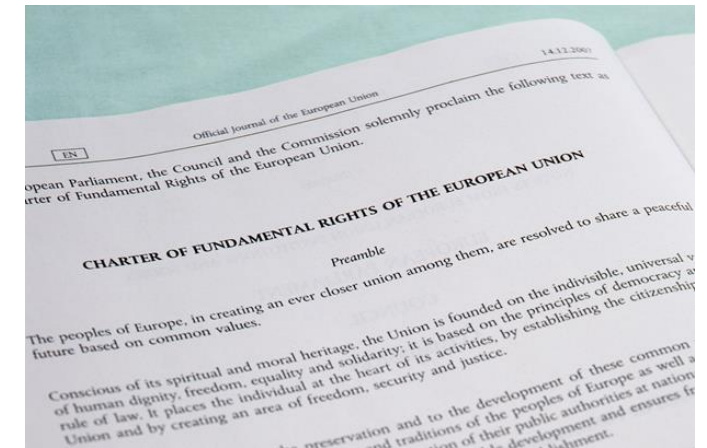 14.12.2007
Official Journal of the European Union
EN
opean Parliament, the Council and the Commission solemnly proclaim the following text as
rter of Fundamental Rights of the European Union.
CHARTER OF FUNDAMENTAL RIGHTS OF THE EUROPEAN UNION
Preamble
The peoples of Europe, in creating an ever closer union among them, are resolved to share a peaceful
future based on common values.
Conscious of its spiritual and moral heritage, the Union is founded on the indivisible, universal v
of human dignity, freedom, equality and solidarity; it is based on the principles of democracy a
rule of law. It places the individual at the heart of its activities, by establishing the citizenship
Union and by creating an area of freedom, security and justice.
preservation and to the development of these common
and traditions of the peoples of Europe as well a
of their public authorities at nation
development and ensures fr